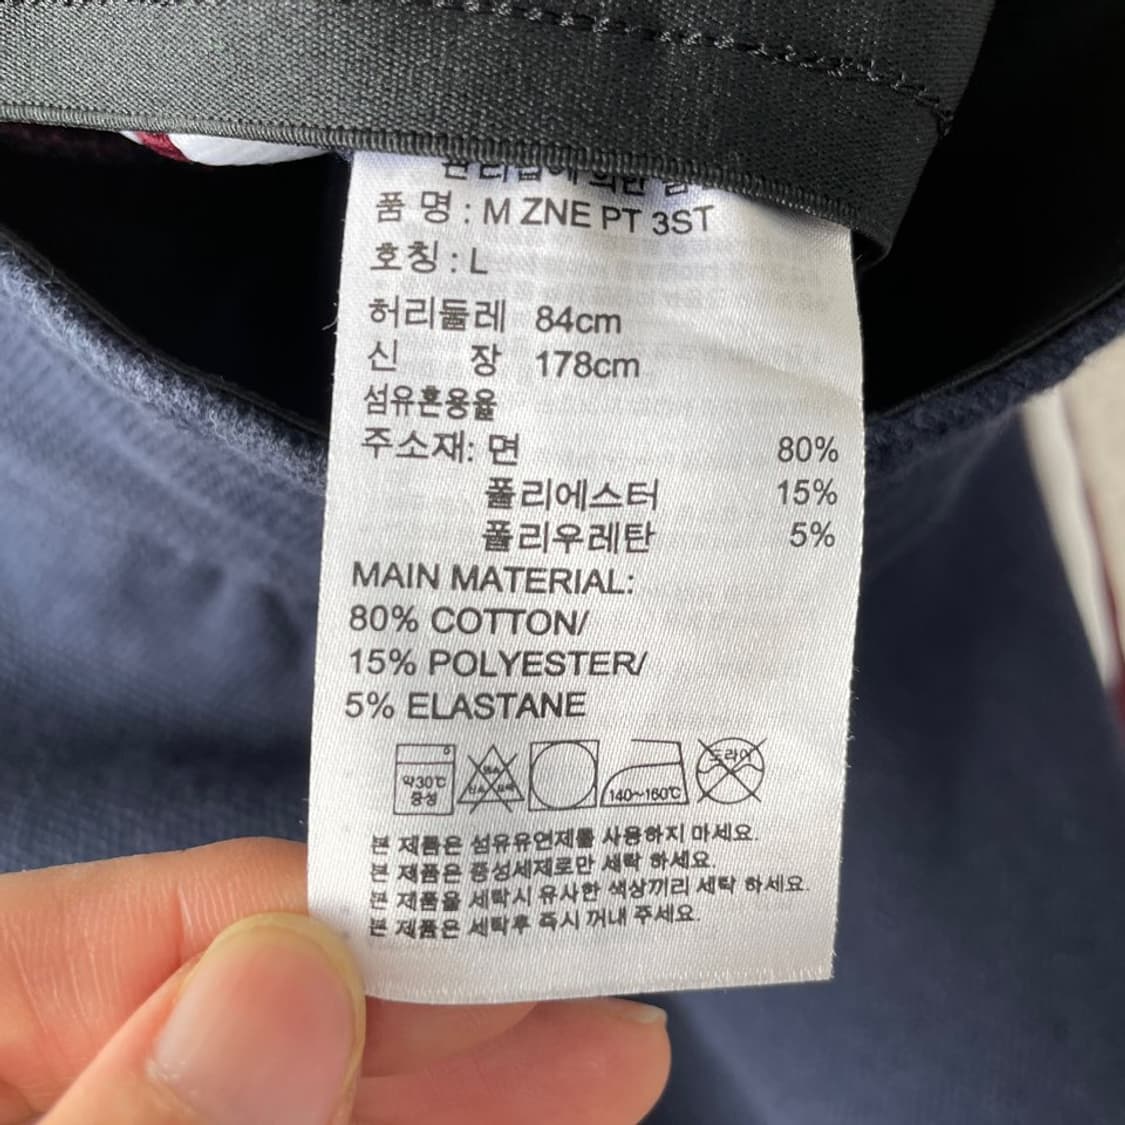 품 명 : M ZNE PT 3ST
호칭 : L
허리둘레 84cm
신 장 178cm
섬유혼용율
주소재: 면 80%
폴리에스터 15%
폴리우레탄 5%
MAIN MATERIAL:
80% COTTON/
15% POLYESTER/
5% ELASTANE
약30℃
중성
140~160℃
드라이
본 제품은 섬유유연제를 사용하지 마세요.
본 제품은 중성세제로만 세탁 하세요.
본 제품을 세탁시 유사한 색상끼리 세탁 하세요.
본 제품은 세탁후 즉시 꺼내 주세요.